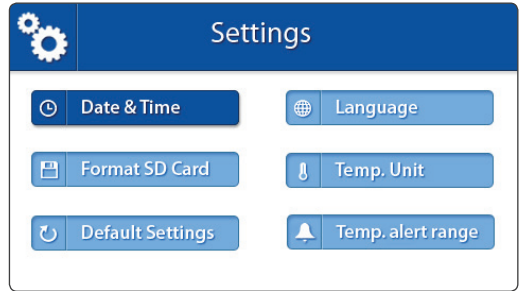 Settings
Date & Time
Language
Format SD Card
Temp. Unit
Default Settings
Temp. alert range